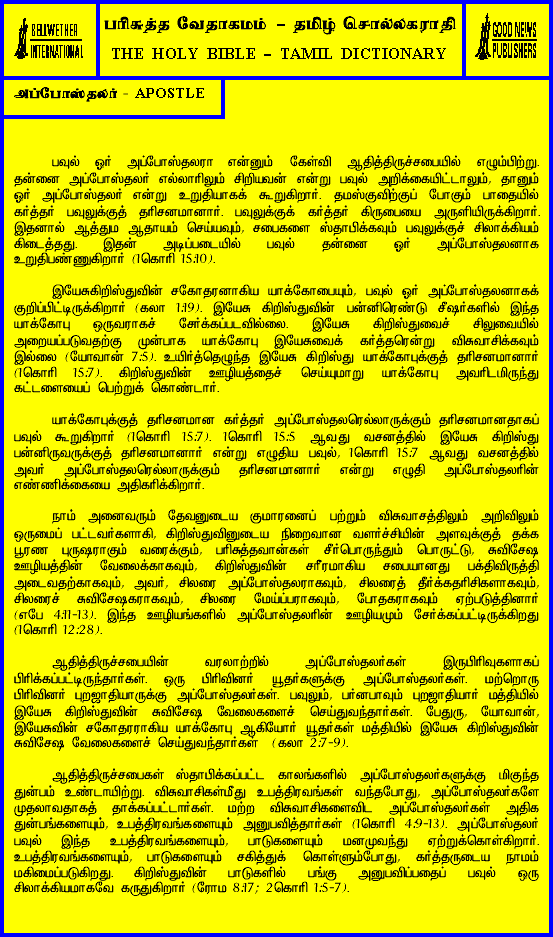 BELLWETHER
INTERNATIONAL
பரிசுத்த வேதாகமம் – தமிழ் சொல்லகராதி
THE HOLY BIBLE – TAMIL DICTIONARY
GOOD NEWS
PUBLISHERS
அப்போஸ்தலர் - APOSTLE
பவுல் ஓர் அப்போஸ்தலரா என்னும் கேள்வி ஆதித்திருச்சபையில் எழும்பிற்று.
தன்னை அப்போஸ்தலர் எல்லாரிலும் சிறியவன் என்று பவுல் அறிக்கையிட்டாலும், தானும்
ஓர் அப்போஸ்தலர் என்று உறுதியாகக் கூறுகிறார். தமஸ்குவிற்குப் போகும் பாதையில்
கர்த்தர் பவுலுக்குத் தரிசனமானார். பவுலுக்குக் கர்த்தர் கிருபையை அருளியிருக்கிறார்.
இதனால் ஆத்தும ஆதாயம் செய்யவும், சபைகளை ஸ்தாபிக்கவும் பவுலுக்குச் சிலாக்கியம்
கிடைத்தது. இதன் அடிப்படையில் பவுல் தன்னை ஓர் அப்போஸ்தலனாக
உறுதிபண்ணுகிறார் (1கொரி 15:10).
இயேசுகிறிஸ்துவின் சகோதரனாகிய யாக்கோபையும், பவுல் ஓர் அப்போஸ்தலனாகக்
குறிப்பிட்டிருக்கிறார் (கலா 1:19). இயேசு கிறிஸ்துவின் பன்னிரெண்டு சீஷர்களில் இந்த
யாக்கோபு ஒருவராகச் சேர்க்கப்படவில்லை. இயேசு கிறிஸ்துவைச் சிலுவையில்
அறையப்படுவதற்கு முன்பாக யாக்கோபு இயேசுவைக் கர்த்தரென்று விசுவாசிக்கவும்
இல்லை (யோவான் 7:5). உயிர்த்தெழுந்த இயேசு கிறிஸ்து யாக்கோபுக்குத் தரிசனமானார்
(1கொரி 15:7). கிறிஸ்துவின் ஊழியத்தைச் செய்யுமாறு யாக்கோபு அவரிடமிருந்து
கட்டளையைப் பெற்றுக் கொண்டார்.
யாக்கோபுக்குத் தரிசனமான கர்த்தர் அப்போஸ்தலரெல்லாருக்கும் தரிசனமானதாகப்
பவுல் கூறுகிறார் (1கொரி 15:7). 1கொரி 15:5 ஆவது வசனத்தில் இயேசு கிறிஸ்து
பன்னிருவருக்குத் தரிசனமானார் என்று எழுதிய பவுல், 1கொரி 15:7 ஆவது வசனத்தில்
அவர் அப்போஸ்தலரெல்லாருக்கும் தரிசனமானார் என்று எழுதி அப்போஸ்தலரின்
எண்ணிக்கையை அதிகரிக்கிறார்.
நாம் அனைவரும் தேவனுடைய குமாரனைப் பற்றும் விசுவாசத்திலும் அறிவிலும்
ஒருமைப் பட்டவர்களாகி, கிறிஸ்துவினுடைய நிறைவான வளர்ச்சியின் அளவுக்குத் தக்க
பூரண புருஷராகும் வரைக்கும், பரிசுத்தவான்கள் சீர்பொருந்தும் பொருட்டு, சுவிசேஷ
ஊழியத்தின் வேலைக்காகவும், கிறிஸ்துவின் சரீரமாகிய சபையானது பக்திவிருத்தி
அடைவதற்காகவும், அவர், சிலரை அப்போஸ்தலராகவும், சிலரைத் தீர்க்கதரிசிகளாகவும்,
சிலரைச் சுவிசேஷகராகவும், சிலரை மேய்ப்பராகவும், போதகராகவும் ஏற்படுத்தினார்
(எபே 4:11-13). இந்த ஊழியங்களில் அப்போஸ்தலரின் ஊழியமும் சேர்க்கப்பட்டிருக்கிறது
(1கொரி 12:28).
ஆதித்திருச்சபையின் வரலாற்றில் அப்போஸ்தலர்கள் இருபிரிவுகளாகப்
பிரிக்கப்பட்டிருந்தார்கள். ஒரு பிரிவினர் யூதர்களுக்கு அப்போஸ்தலர்கள். மற்றொரு
பிரிவினர் புறஜாதியாருக்கு அப்போஸ்தலர்கள். பவுலும், பர்னபாவும் புறஜாதியார் மத்தியில்
இயேசு கிறிஸ்துவின் சுவிசேஷ வேலைகளைச் செய்துவந்தார்கள். பேதுரு, யோவான்,
இயேசுவின் சகோதரராகிய யாக்கோபு ஆகியோர் யூதர்கள் மத்தியில் இயேசு கிறிஸ்துவின்
சுவிசேஷ வேலைகளைச் செய்துவந்தார்கள் (கலா 2:7-9).
ஆதித்திருச்சபைகள் ஸ்தாபிக்கப்பட்ட காலங்களில் அப்போஸ்தலர்களுக்கு மிகுந்த
துன்பம் உண்டாயிற்று. விசுவாசிகள்மீது உபத்திரவங்கள் வந்தபோது, அப்போஸ்தலர்களே
முதலாவதாகத் தாக்கப்பட்டார்கள். மற்ற விசுவாசிகளைவிட அப்போஸ்தலர்கள் அதிக
துன்பங்களையும், உபத்திரவங்களையும் அனுபவித்தார்கள் (1கொரி 4:9-13). அப்போஸ்தலர்
பவுல் இந்த உபத்திரவங்களையும், பாடுகளையும் மனமுவந்து ஏற்றுக்கொள்கிறார்.
உபத்திரவங்களையும், பாடுகளையும் சகித்துக் கொள்ளும்போது, கர்த்தருடைய நாமம்
மகிமைப்படுகிறது. கிறிஸ்துவின் பாடுகளில் பங்கு அனுபவிப்பதைப் பவுல் ஒரு
சிலாக்கியமாகவே கருதுகிறார் (ரோம 8:17; 2கொரி 1:5-7).